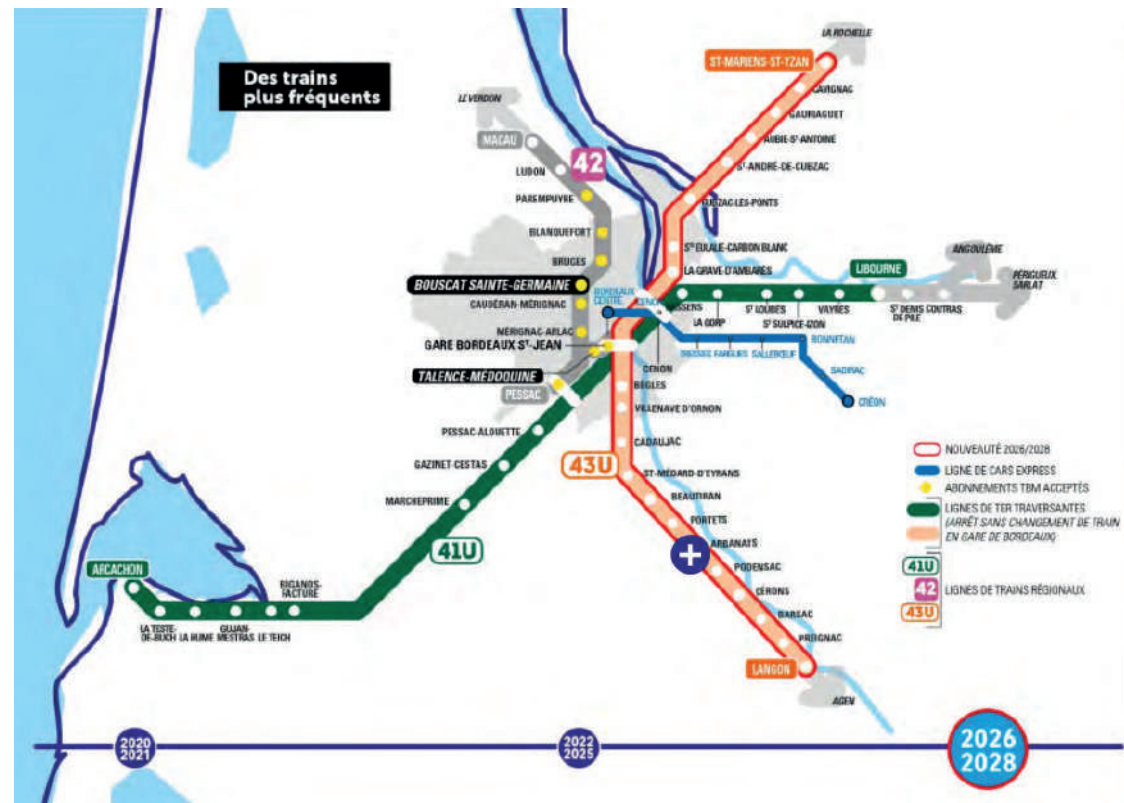 Des trains
plus fréquents
LA ROCHELLE
ST-MARIENS-ST-YZAN
CAVIGNAC
GAURIAGUET
AUBIE-ST-ANTOINE
ST-ANDRÉ-DE-CUBZAC
CUBZAC-LES-PONTS
STE EULALIE-CARBON BLANC
LA GRAVE-D'AMBARÈS
LE VERDON
MACAU
42
LUDON
PAREMPUYRE
BLANQUEFORT
BRUGES
BOUSCAT SAINTE-GERMAINE
CAUDÉRAN-MÉRIGNAC
MÉRIGNAC-ARLAC
GARE BORDEAUX ST-JEAN
TALENCE-MÉDOQUINE
PESSAC
BORDEAUX
CENTRE
CENON
BASSENS
LA GORP
ST LOUBÈS
ST SULPICE-IZON
VAYRES
LIBOURNE
ANGOULÊME
PÉRIGUEUX
SARLAT
ST DENIS COUTRAS
DE PILE
CENON
TRESSES
FARGUES
SALLEBŒUF
BONNETAN
SADIRAC
CRÉON
PESSAC-ALOUETTE
GAZINET-CESTAS
MARCHEPRIME
41U
ARCACHON
BIGANOS-
FACTURE
LA TESTE-
DE-BUCH
LA HUME
GUJAN-
MESTRAS
LE TEICH
BÈGLES
VILLENAVE D'ORNON
CADAUJAC
43U
ST-MÉDARD-D'EYRANS
BEAUTIRAN
PORTETS
ARBANATS
+
PODENSAC
CÉRONS
BARSAC
PREIGNAC
LANGON
AGEN
NOUVEAUTÉ 2026/2028
LIGNE DE CARS EXPRESS
ABONNEMENTS TBM ACCEPTÉS
LIGNES DE TER TRAVERSANTES
(ARRÊT SANS CHANGEMENT DE TRAIN
EN GARE DE BORDEAUX)
41U
42 LIGNES DE TRAINS RÉGIONAUX
43U
2020
2021
2022
2025
2026
2028